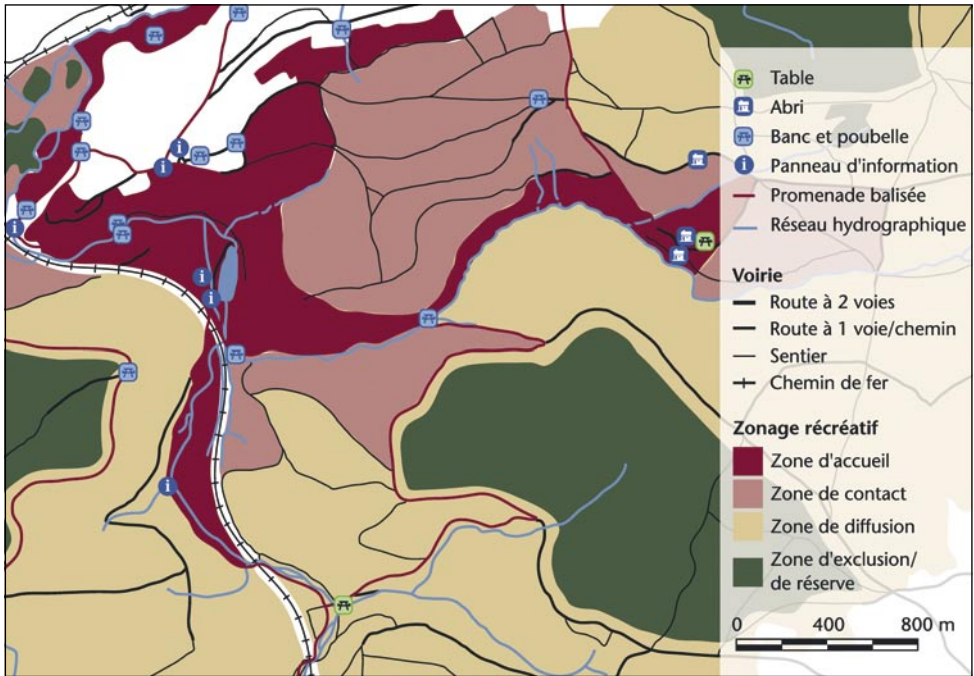 Table
Abri
Banc et poubelle
Panneau d'information
Promenade balisée
Réseau hydrographique
Voirie
Route à 2 voies
Route à 1 voie/chemin
Sentier
Chemin de fer
Zonage récréatif
Zone d'accueil
Zone de contact
Zone de diffusion
Zone d'exclusion/
de réserve
0 400 800 m